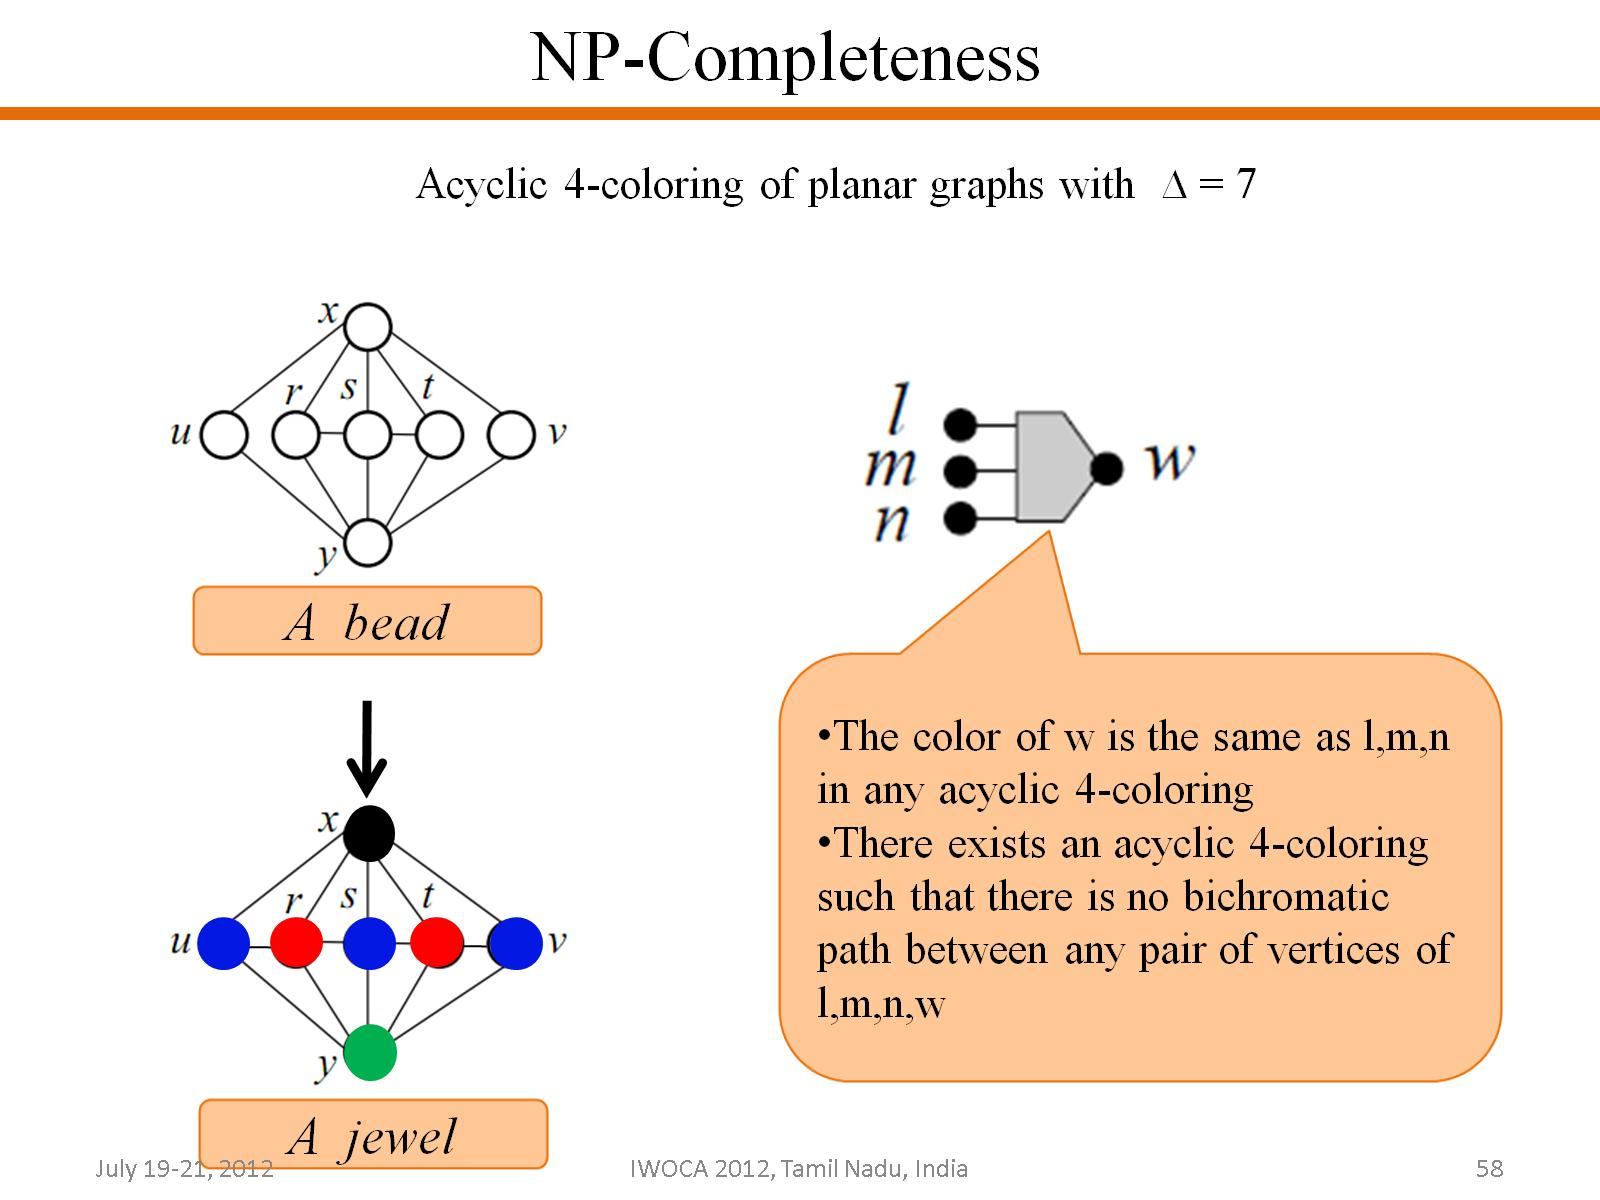 NP-Completeness
Acyclic 4-coloring of planar graphs with Δ = 7
x
r s t
u v
y
A bead
l
m
n
w
x
r s t
u v
y
A jewel
•The color of w is the same as l,m,n
in any acyclic 4-coloring
•There exists an acyclic 4-coloring
such that there is no bichromatic
path between any pair of vertices of
l,m,n,w
July 19-21, 2012
IWOCA 2012, Tamil Nadu, India
58